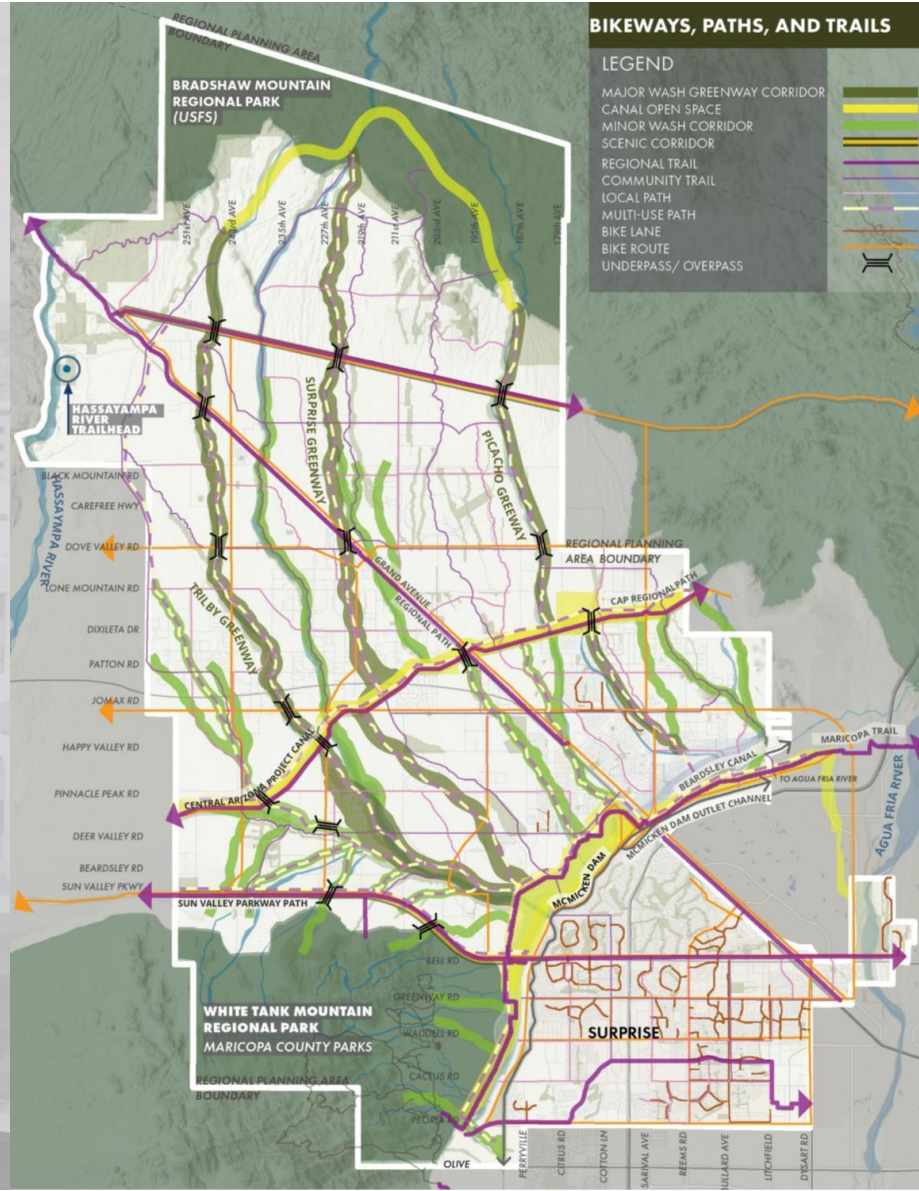 BIKEWAYS, PATHS, AND TRAILS
LEGEND
MAJOR WASH GREENWAY CORRIDOR
CANAL OPEN SPACE
MINOR WASH CORRIDOR
SCENIC CORRIDOR
REGIONAL TRAIL
COMMUNITY TRAIL
LOCAL PATH
MULTI-USE PATH
BIKE LANE
BIKE ROUTE
UNDERPASS/ OVERPASS
REGIONAL PLANNING AREA
BOUNDARY
BRADSHAW MOUNTAIN
REGIONAL PARK
(USFS)
251st AVE
235th AVE
227th AVE
219th AVE
211th AVE
203rd AVE
195th AVE
187th AVE
179th AVE
HASSAYAMPA
RIVER
TRAILHEAD
SURPRISE GREENWAY
PICACHO GREEWAY
BLACK MOUNTAIN RD
HASSAYMPA RIVER
CAREFREE HWY
DOVE VALLEY RD
REGIONAL PLANNING
AREA BOUNDARY
GRAND AVENUE
REGIONAL PATH
CAP REGIONALPATH
LONE MOUNTAIN RD
TRILBY GREENWAY
DIXILETA DR
PATTON RD
JOMAX RD
HAPPY VALLEY RD
MARICOPA TRAIL
BEARDSLEY CANAL
TO AGUA FRIA RIVER
AGUA FRIA RIVER
CENTRAL ARIZONA PROJECT CANAL
PINNACLE PEAK RD
MCMICKEN DAM OUTLET CHANNEL
DEER VALLEY RD
BEARDSLEY RD
SUN VALLEY PKWY
MCMICKEN DAM
SUN VALLEY PARKWAY PATH
BELL RD
GREENWAY RD
WHITE TANK MOUNTAIN
REGIONAL PARK
MARICOPA COUNTY PARKS
WADDELL RD
SURPRISE
CACTUS RD
REGIONAL PLANNING AREA
BOUNDARY
PEORIA RD
OLIVE
PERRYVILLE
CITRUS RD
COTTON LN
SARIVAL AVE
REEMS RD
BULLARD AVE
LITCHFIELD
DYSART RD